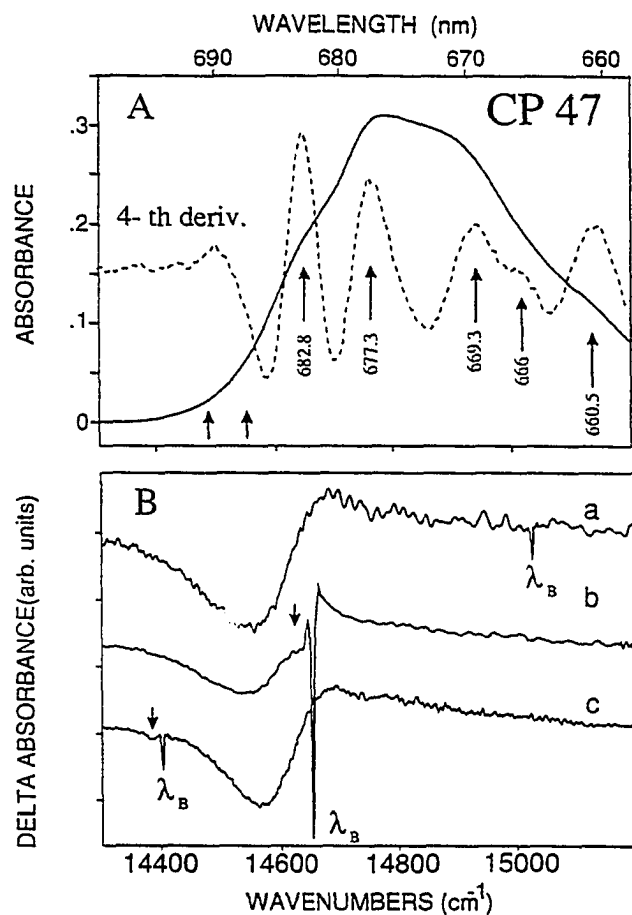 WAVELENGTH (nm)
690 680 670 660
A
CP 47
.3
.2
.1
0
ABSORBANCE
4- th deriv.
682.8
677.3
669.3
666
660.5
B
a
λB
b
c
λB
λB
DELTA ABSORBANCE(arb. units)
14400 14600 14800 15000
WAVENUMBERS (cm-1)